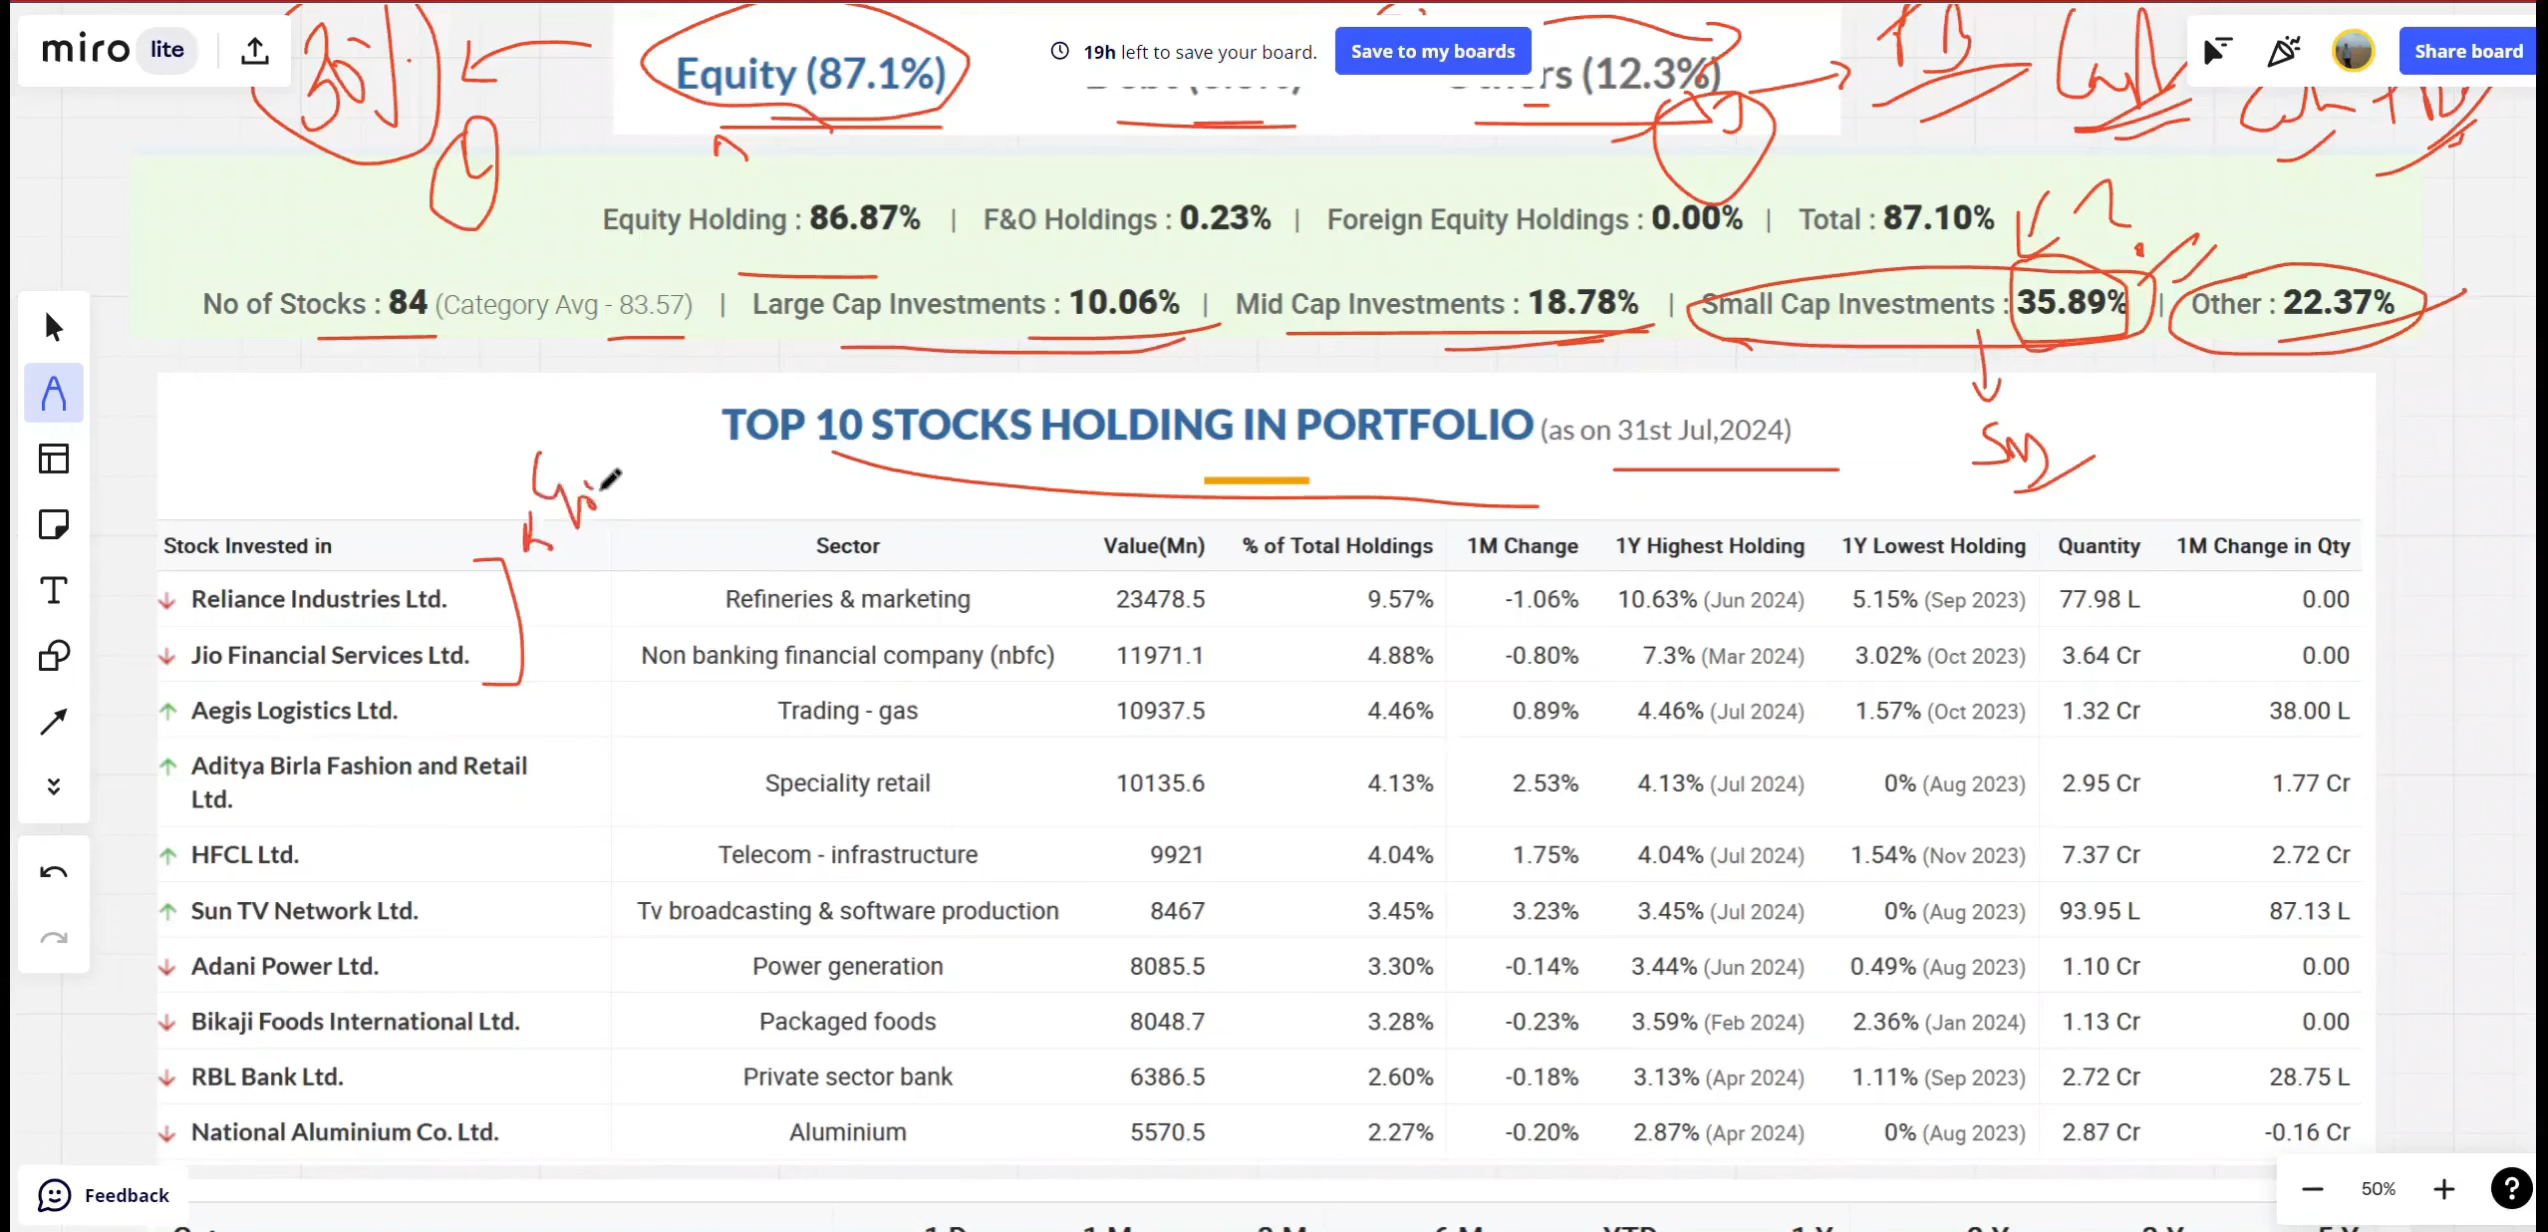 miro lite
19h left to save your board. Save to my boards
Share board
Equity (87.1%) rs (12.3%)
Equity Holding : 86.87% | F&O Holdings : 0.23% | Foreign Equity Holdings : 0.00% | Total : 87.10%
No of Stocks : 84 (Category Avg - 83.57) | Large Cap Investments : 10.06% | Mid Cap Investments : 18.78% | Small Cap Investments : 35.89% | Other : 22.37%
TOP 10 STOCKS HOLDING IN PORTFOLIO (as on 31st Jul,2024)
Stock Invested in Sector Value(Mn) % of Total Holdings 1M Change 1Y Highest Holding 1Y Lowest Holding Quantity 1M Change in Qty
Reliance Industries Ltd. Refineries & marketing 23478.5 9.57% -1.06% 10.63% (Jun 2024) 5.15% (Sep 2023) 77.98 L 0.00
Jio Financial Services Ltd. Non banking financial company (nbfc) 11971.1 4.88% -0.80% 7.3% (Mar 2024) 3.02% (Oct 2023) 3.64 Cr 0.00
Aegis Logistics Ltd. Trading - gas 10937.5 4.46% 0.89% 4.46% (Jul 2024) 1.57% (Oct 2023) 1.32 Cr 38.00 L
Aditya Birla Fashion and Retail Ltd. Speciality retail 10135.6 4.13% 2.53% 4.13% (Jul 2024) 0% (Aug 2023) 2.95 Cr 1.77 Cr
HFCL Ltd. Telecom - infrastructure 9921 4.04% 1.75% 4.04% (Jul 2024) 1.54% (Nov 2023) 7.37 Cr 2.72 Cr
Sun TV Network Ltd. Tv broadcasting & software production 8467 3.45% 3.23% 3.45% (Jul 2024) 0% (Aug 2023) 93.95 L 87.13 L
Adani Power Ltd. Power generation 8085.5 3.30% -0.14% 3.44% (Jun 2024) 0.49% (Aug 2023) 1.10 Cr 0.00
Bikaji Foods International Ltd. Packaged foods 8048.7 3.28% -0.23% 3.59% (Feb 2024) 2.36% (Jan 2024) 1.13 Cr 0.00
RBL Bank Ltd. Private sector bank 6386.5 2.60% -0.18% 3.13% (Apr 2024) 1.11% (Sep 2023) 2.72 Cr 28.75 L
National Aluminium Co. Ltd. Aluminium 5570.5 2.27% -0.20% 2.87% (Apr 2024) 0% (Aug 2023) 2.87 Cr -0.16 Cr
Feedback
50%